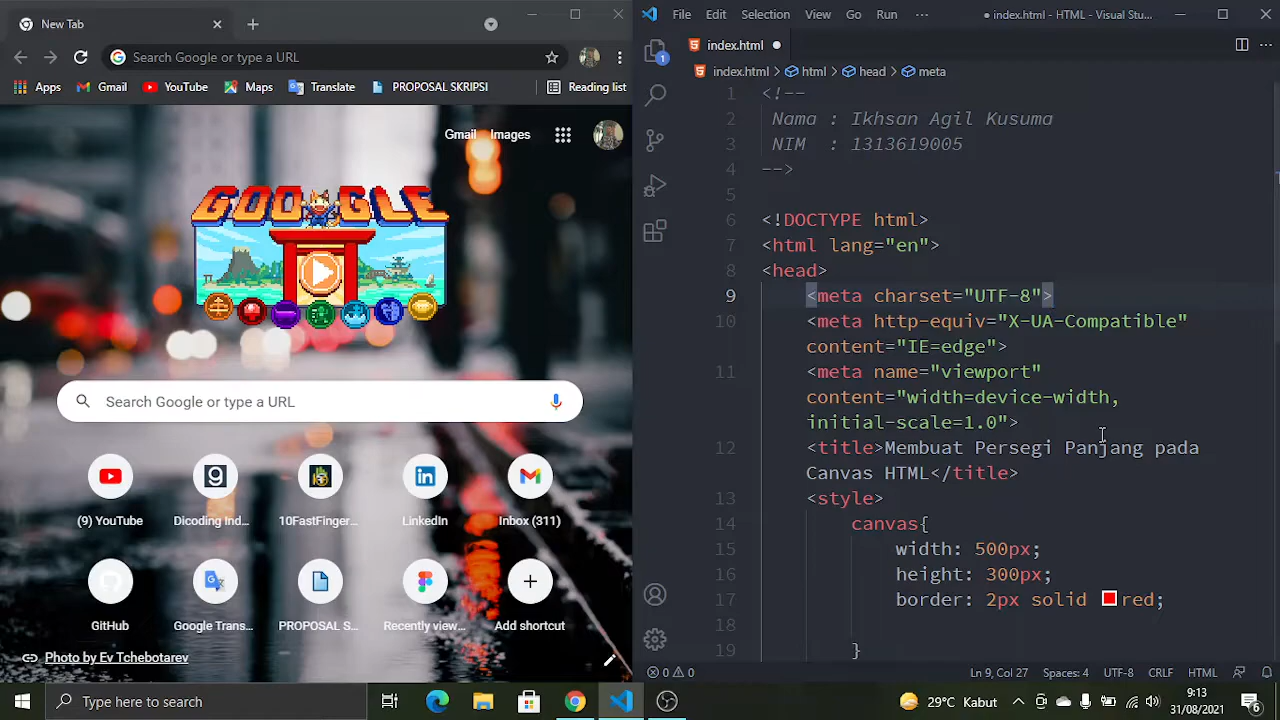 New Tab
Search Google or type a URL
Apps
Gmail
YouTube
Maps
Translate
PROPOSAL SKRIPSI
Reading list
Gmail
Images
GOOGLE
Search Google or type a URL
(9) YouTube
Dicoding Ind...
10FastFinger...
LinkedIn
Inbox (311)
GitHub
Google Trans...
PROPOSAL S...
Recently view...
Add shortcut
Photo by Ev Tchebotarev
File Edit Selection View Go Run ··· ● index.html - HTML - Visual Stu...
index.html ●
index.html > html > head > meta
1
1 <!--
2 Nama : Ikhsan Agil Kusuma
3 NIM : 1313619005
4 -->
5
6 <!DOCTYPE html>
7 <html lang="en">
8 <head>
9 <meta charset="UTF-8">
10 <meta http-equiv="X-UA-Compatible"
content="IE=edge">
11 <meta name="viewport"
content="width=device-width,
initial-scale=1.0">
12 <title>Membuat Persegi Panjang pada
Canvas HTML</title>
13 <style>
14 canvas{
15 width: 500px;
16 height: 300px;
17 border: 2px solid red;
18
19 }
0 0 Ln 9, Col 27 Spaces: 4 UTF-8 CRLF HTML
Type here to search
29°C Kabut
9:13
31/08/2021
6